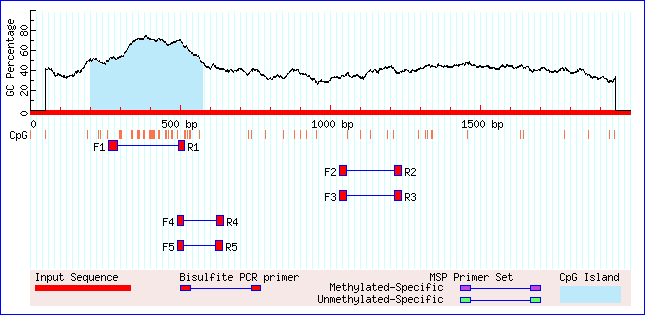 GC Percentage
80
60
40
20
0
0 500 bp 1000 bp 1500 bp
CpG
F1 R1
F2 R2
F3 R3
F4 R4
F5 R5
Input Sequence
Bisulfite PCR primer
MSP Primer Set
CpG Island
Methylated-Specific
Unmethylated-Specific